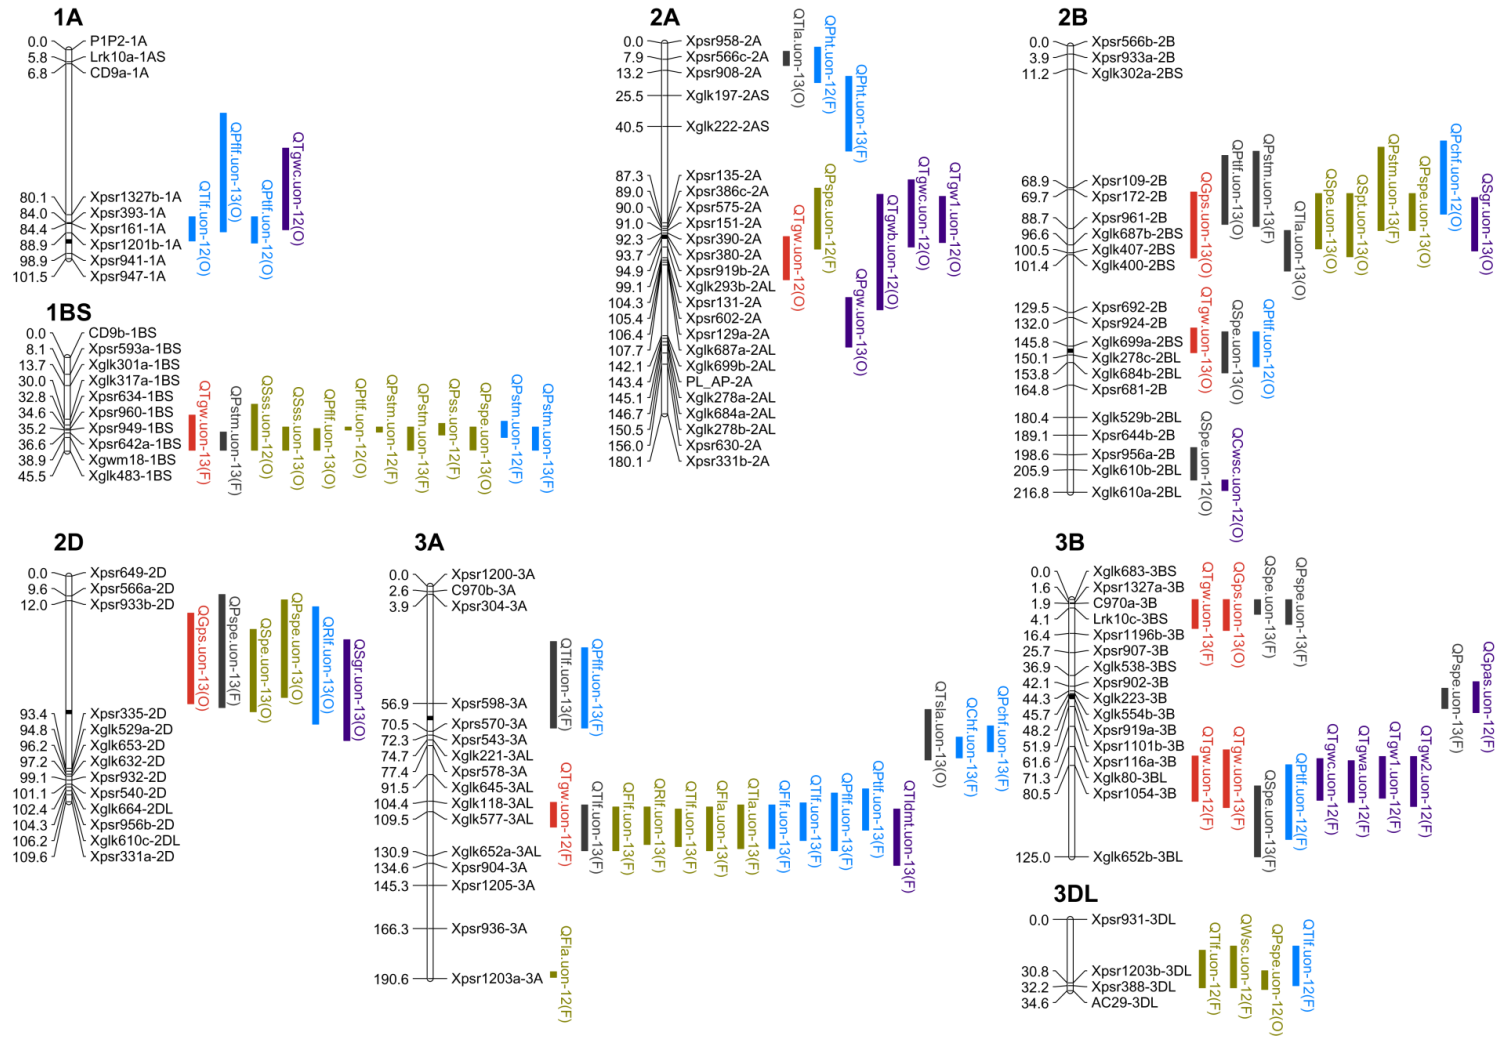 1A
0.0 P1P2-1A
5.8 Lrk10a-1AS
6.8 CD9a-1A
80.1 Xpsr1327b-1A
84.0 Xpsr393-1A
84.4 Xpsr161-1A
88.9 Xpsr1201b-1A
98.9 Xpsr941-1A
101.5 Xpsr947-1A
QTlf.uon-12(O)
QPflf.uon-13(O)
QPtlf.uon-12(O)
QTgwc.uon-12(O)
1BS
0.0 CD9b-1BS
8.1 Xpsr593a-1BS
13.7 Xglk301a-1BS
30.0 Xglk317a-1BS
32.8 Xpsr634-1BS
34.6 Xpsr960-1BS
35.2 Xpsr949-1BS
36.6 Xpsr642a-1BS
38.9 Xgwm18-1BS
45.5 Xglk483-1BS
QTgw.uon-13(F)
QPstm.uon-13(F)
QSss.uon-12(O)
QSss.uon-13(O)
QPflf.uon-13(O)
QPtlf.uon-12(O)
QPstm.uon-12(F)
QPstm.uon-13(F)
QPss.uon-12(F)
QPspe.uon-13(O)
QPstm.uon-12(F)
QPstm.uon-13(F)
2A
0.0 Xpsr958-2A
7.9 Xpsr566c-2A
13.2 Xpsr908-2A
25.5 Xglk197-2AS
40.5 Xglk222-2AS
87.3 Xpsr135-2A
89.0 Xpsr386c-2A
90.0 Xpsr575-2A
91.0 Xpsr151-2A
92.3 Xpsr390-2A
93.7 Xpsr380-2A
94.9 Xpsr919b-2A
99.1 Xglk293b-2AL
104.3 Xpsr131-2A
105.4 Xpsr602-2A
106.4 Xpsr129a-2A
107.7 Xglk687a-2AL
142.1 Xglk699b-2AL
143.4 PL_AP-2A
145.1 Xglk278a-2AL
146.7 Xglk684a-2AL
150.5 Xglk278b-2AL
156.0 Xpsr630-2A
180.1 Xpsr331b-2A
QTla.uon-13(O)
QPht.uon-12(F)
QPht.uon-13(F)
QTgw.uon-12(O)
QPspe.uon-12(F)
QPgw.uon-13(O)
QTgwb.uon-12(O)
QTgwc.uon-12(O)
QTgw1.uon-12(O)
2B
0.0 Xpsr566b-2B
3.9 Xpsr933a-2B
11.2 Xglk302a-2BS
68.9 Xpsr109-2B
69.7 Xpsr172-2B
88.7 Xpsr961-2B
96.6 Xglk687b-2BS
100.5 Xglk407-2BS
101.4 Xglk400-2BS
129.5 Xpsr692-2B
132.0 Xpsr924-2B
145.8 Xglk699a-2BS
150.1 Xglk278c-2BL
153.8 Xglk684b-2BL
164.8 Xpsr681-2B
180.4 Xglk529b-2BL
189.1 Xpsr644b-2B
198.6 Xpsr956a-2B
205.9 Xglk610b-2BL
216.8 Xglk610a-2BL
QGps.uon-13(O)
QPtlf.uon-13(O)
QPstm.uon-13(F)
QTla.uon-13(O)
QSpe.uon-13(O)
QSpt.uon-13(O)
QPstm.uon-13(O)
QPspe.uon-13(O)
QPchf.uon-12(O)
QSgr.uon-13(O)
QTgw.uon-13(O)
QSpe.uon-13(O)
QPtlf.uon-12(O)
QSpe.uon-12(O)
QCwsc.uon-12(O)
2D
0.0 Xpsr649-2D
9.6 Xpsr566a-2D
12.0 Xpsr933b-2D
93.4 Xpsr335-2D
94.8 Xglk529a-2D
96.2 Xglk653-2D
97.2 Xglk632-2D
99.1 Xpsr932-2D
101.1 Xpsr540-2D
102.4 Xglk664-2DL
104.3 Xpsr956b-2D
106.2 Xglk610c-2DL
109.6 Xpsr331a-2D
QGps.uon-13(O)
QPspe.uon-13(F)
QSpe.uon-13(O)
QPspe.uon-13(O)
QRlf.uon-13(O)
QSgr.uon-13(O)
3A
0.0 Xpsr1200-3A
2.6 C970b-3A
3.9 Xpsr304-3A
56.9 Xpsr598-3A
70.5 Xprs570-3A
72.3 Xpsr543-3A
74.7 Xglk221-3AL
77.4 Xpsr578-3A
91.5 Xglk645-3AL
104.4 Xglk118-3AL
109.5 Xglk577-3AL
130.9 Xglk652a-3AL
134.6 Xpsr904-3A
145.3 Xpsr1205-3A
166.3 Xpsr936-3A
190.6 Xpsr1203a-3A
QTlf.uon-13(F)
QPflf.uon-13(F)
QTgw.uon-12(F)
QTlf.uon-13(F)
QFlf.uon-13(F)
QRlf.uon-13(F)
QTlf.uon-13(F)
QFla.uon-13(F)
QTla.uon-13(F)
QFlf.uon-13(F)
QTlf.uon-13(F)
QPflf.uon-13(F)
QPtlf.uon-13(F)
QTldmt.uon-13(F)
QTsla.uon-13(O)
QChf.uon-13(F)
QPchf.uon-13(F)
QFla.uon-12(F)
3B
0.0 Xglk683-3BS
1.6 Xpsr1327a-3B
1.9 C970a-3B
4.1 Lrk10c-3BS
16.4 Xpsr1196b-3B
25.7 Xpsr907-3B
36.9 Xglk538-3BS
42.1 Xpsr902-3B
44.3 Xglk223-3B
45.7 Xglk554b-3B
48.2 Xpsr919a-3B
51.9 Xpsr1101b-3B
61.6 Xpsr116a-3B
71.3 Xglk80-3BL
80.5 Xpsr1054-3B
125.0 Xglk652b-3BL
QTgw.uon-13(F)
QGps.uon-13(O)
QSpe.uon-13(F)
QPspe.uon-13(F)
QTgw.uon-12(F)
QTgw.uon-13(F)
QSpe.uon-13(F)
QPtlf.uon-12(F)
QTgwc.uon-12(F)
QTgwa.uon-12(F)
QTgw1.uon-12(F)
QTgw2.uon-12(F)
QPspe.uon-13(F)
QGpas.uon-12(F)
3DL
0.0 Xpsr931-3DL
30.8 Xpsr1203b-3DL
32.2 Xpsr388-3DL
34.6 AC29-3DL
QTlf.uon-12(F)
QWsc.uon-12(F)
QPspe.uon-12(O)
QTlf.uon-12(F)